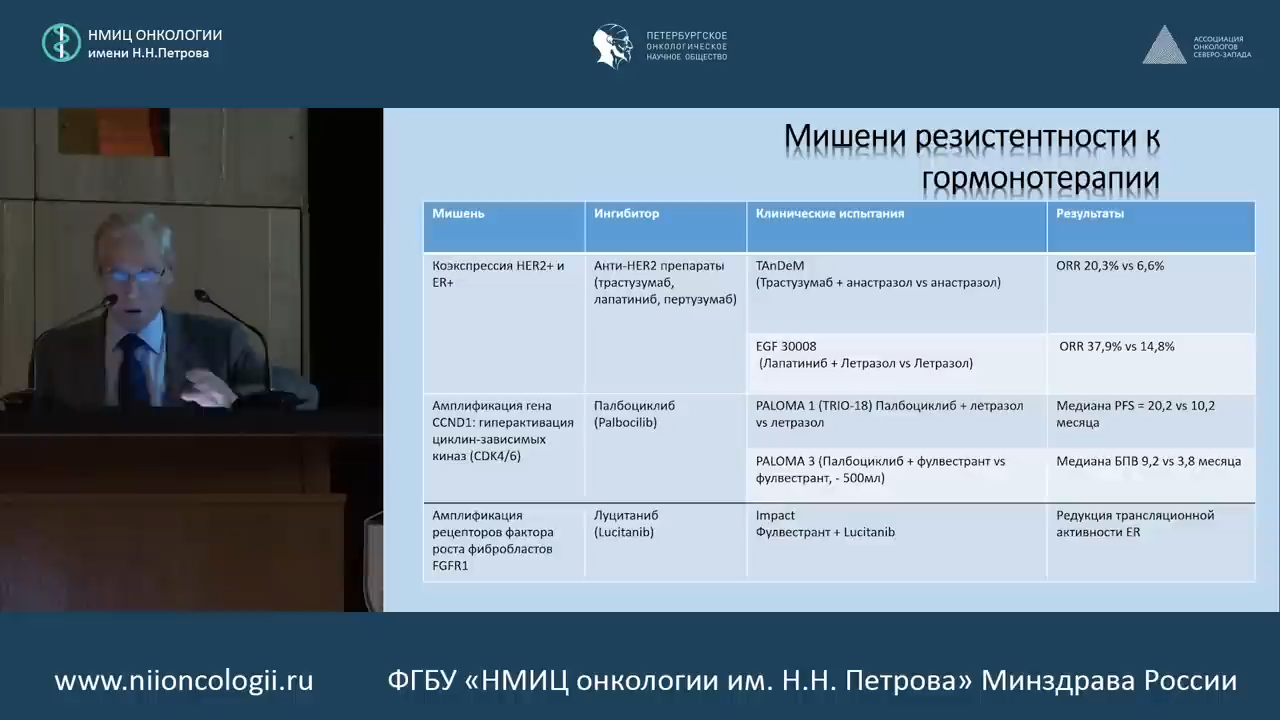 НМИЦ ОНКОЛОГИИ
имени Н.Н.Петрова
ПЕТЕРБУРГСКОЕ
ОНКОЛОГИЧЕСКОЕ
НАУЧНОЕ ОБЩЕСТВО
АССОЦИАЦИЯ
ОНКОЛОГОВ
СЕВЕРО-ЗАПАДА
Мишени резистентности к
гормонотерапии
Мишень
Ингибитор
Клинические испытания
Результаты
Коэкспрессия HER2+ и
ER+
Анти-HER2 препараты
(трастузумаб,
лапатиниб, пертузумаб)
TAnDeM
(Трастузумаб + анастразол vs анастразол)
ORR 20,3% vs 6,6%
EGF 30008
(Лапатиниб + Летразол vs Летразол)
ORR 37,9% vs 14,8%
Амплификация гена
CCND1: гиперактивация
циклин-зависимых
киназ (CDK4/6)
Палбоциклиб
(Palbocilib)
PALOMA 1 (TRIO-18) Палбоциклиб + летразол
vs летразол
Медиана PFS = 20,2 vs 10,2
месяца
PALOMA 3 (Палбоциклиб + фулвестрант vs
фулвестрант, - 500мл)
Медиана БПВ 9,2 vs 3,8 месяца
Амплификация
рецепторов фактора
роста фибробластов
FGFR1
Луцитаниб
(Lucitanib)
Impact
Фулвестрант + Lucitanib
Редукция трансляционной
активности ER
www.niioncologii.ru
ФГБУ «НМИЦ онкологии им. Н.Н. Петрова» Минздрава России